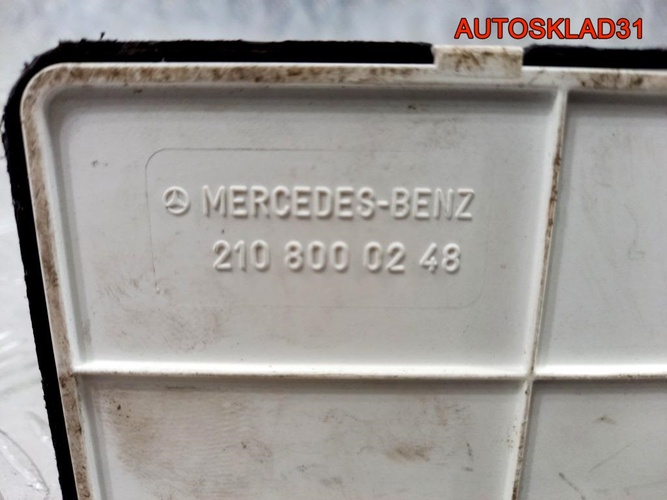 AUTOSKLAD31
MERCEDES-BENZ
210 800 02 48